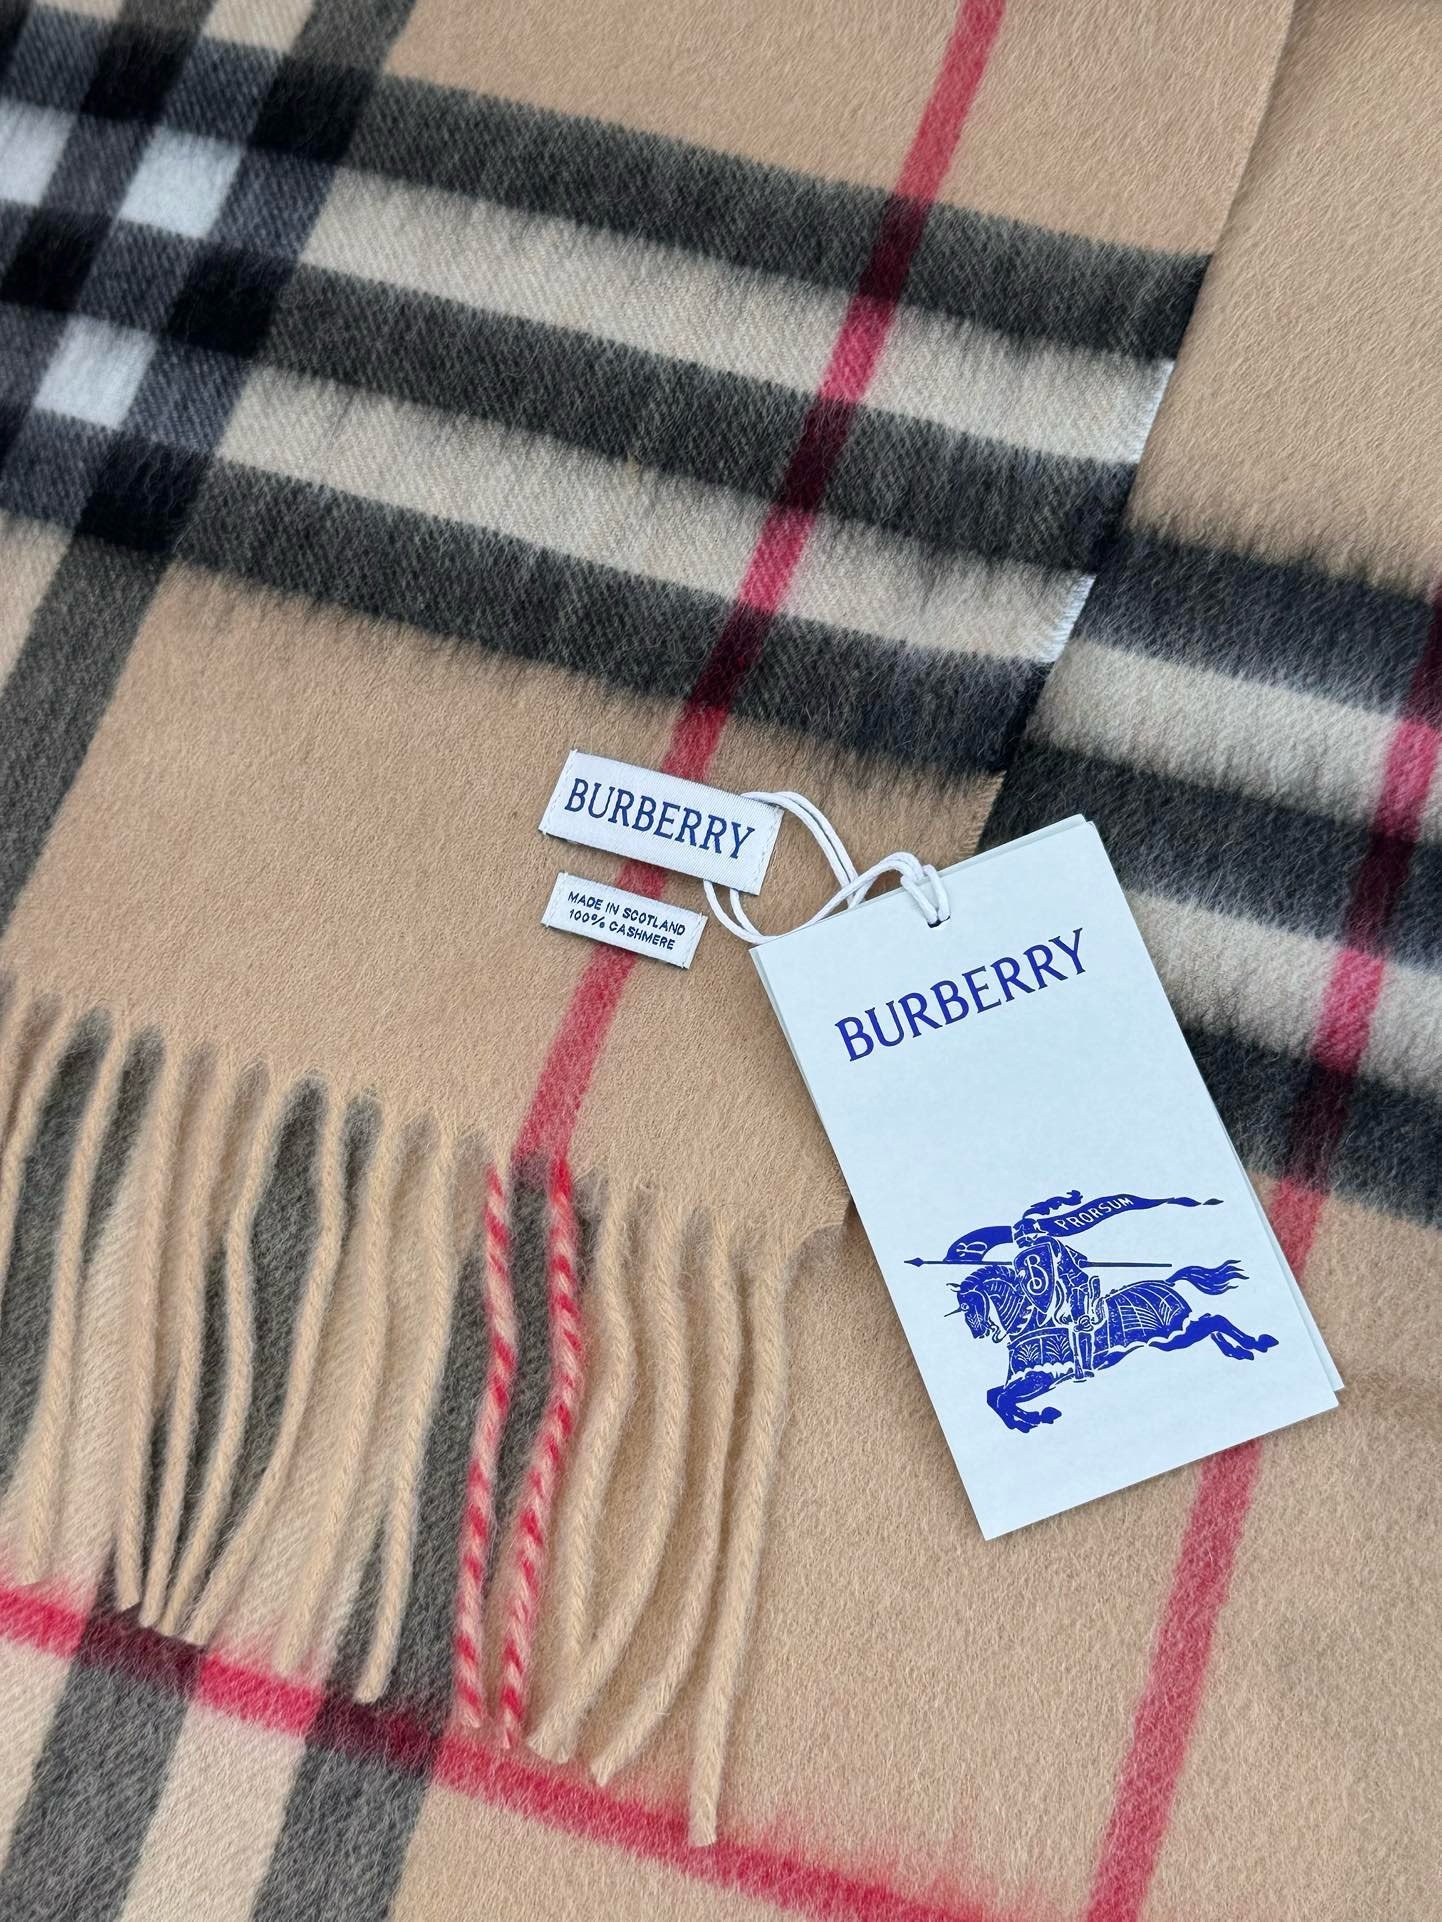 BURBERRY
MADE IN SCOTLAND
100% CASHMERE
BURBERRY
PRORSUM
B
B